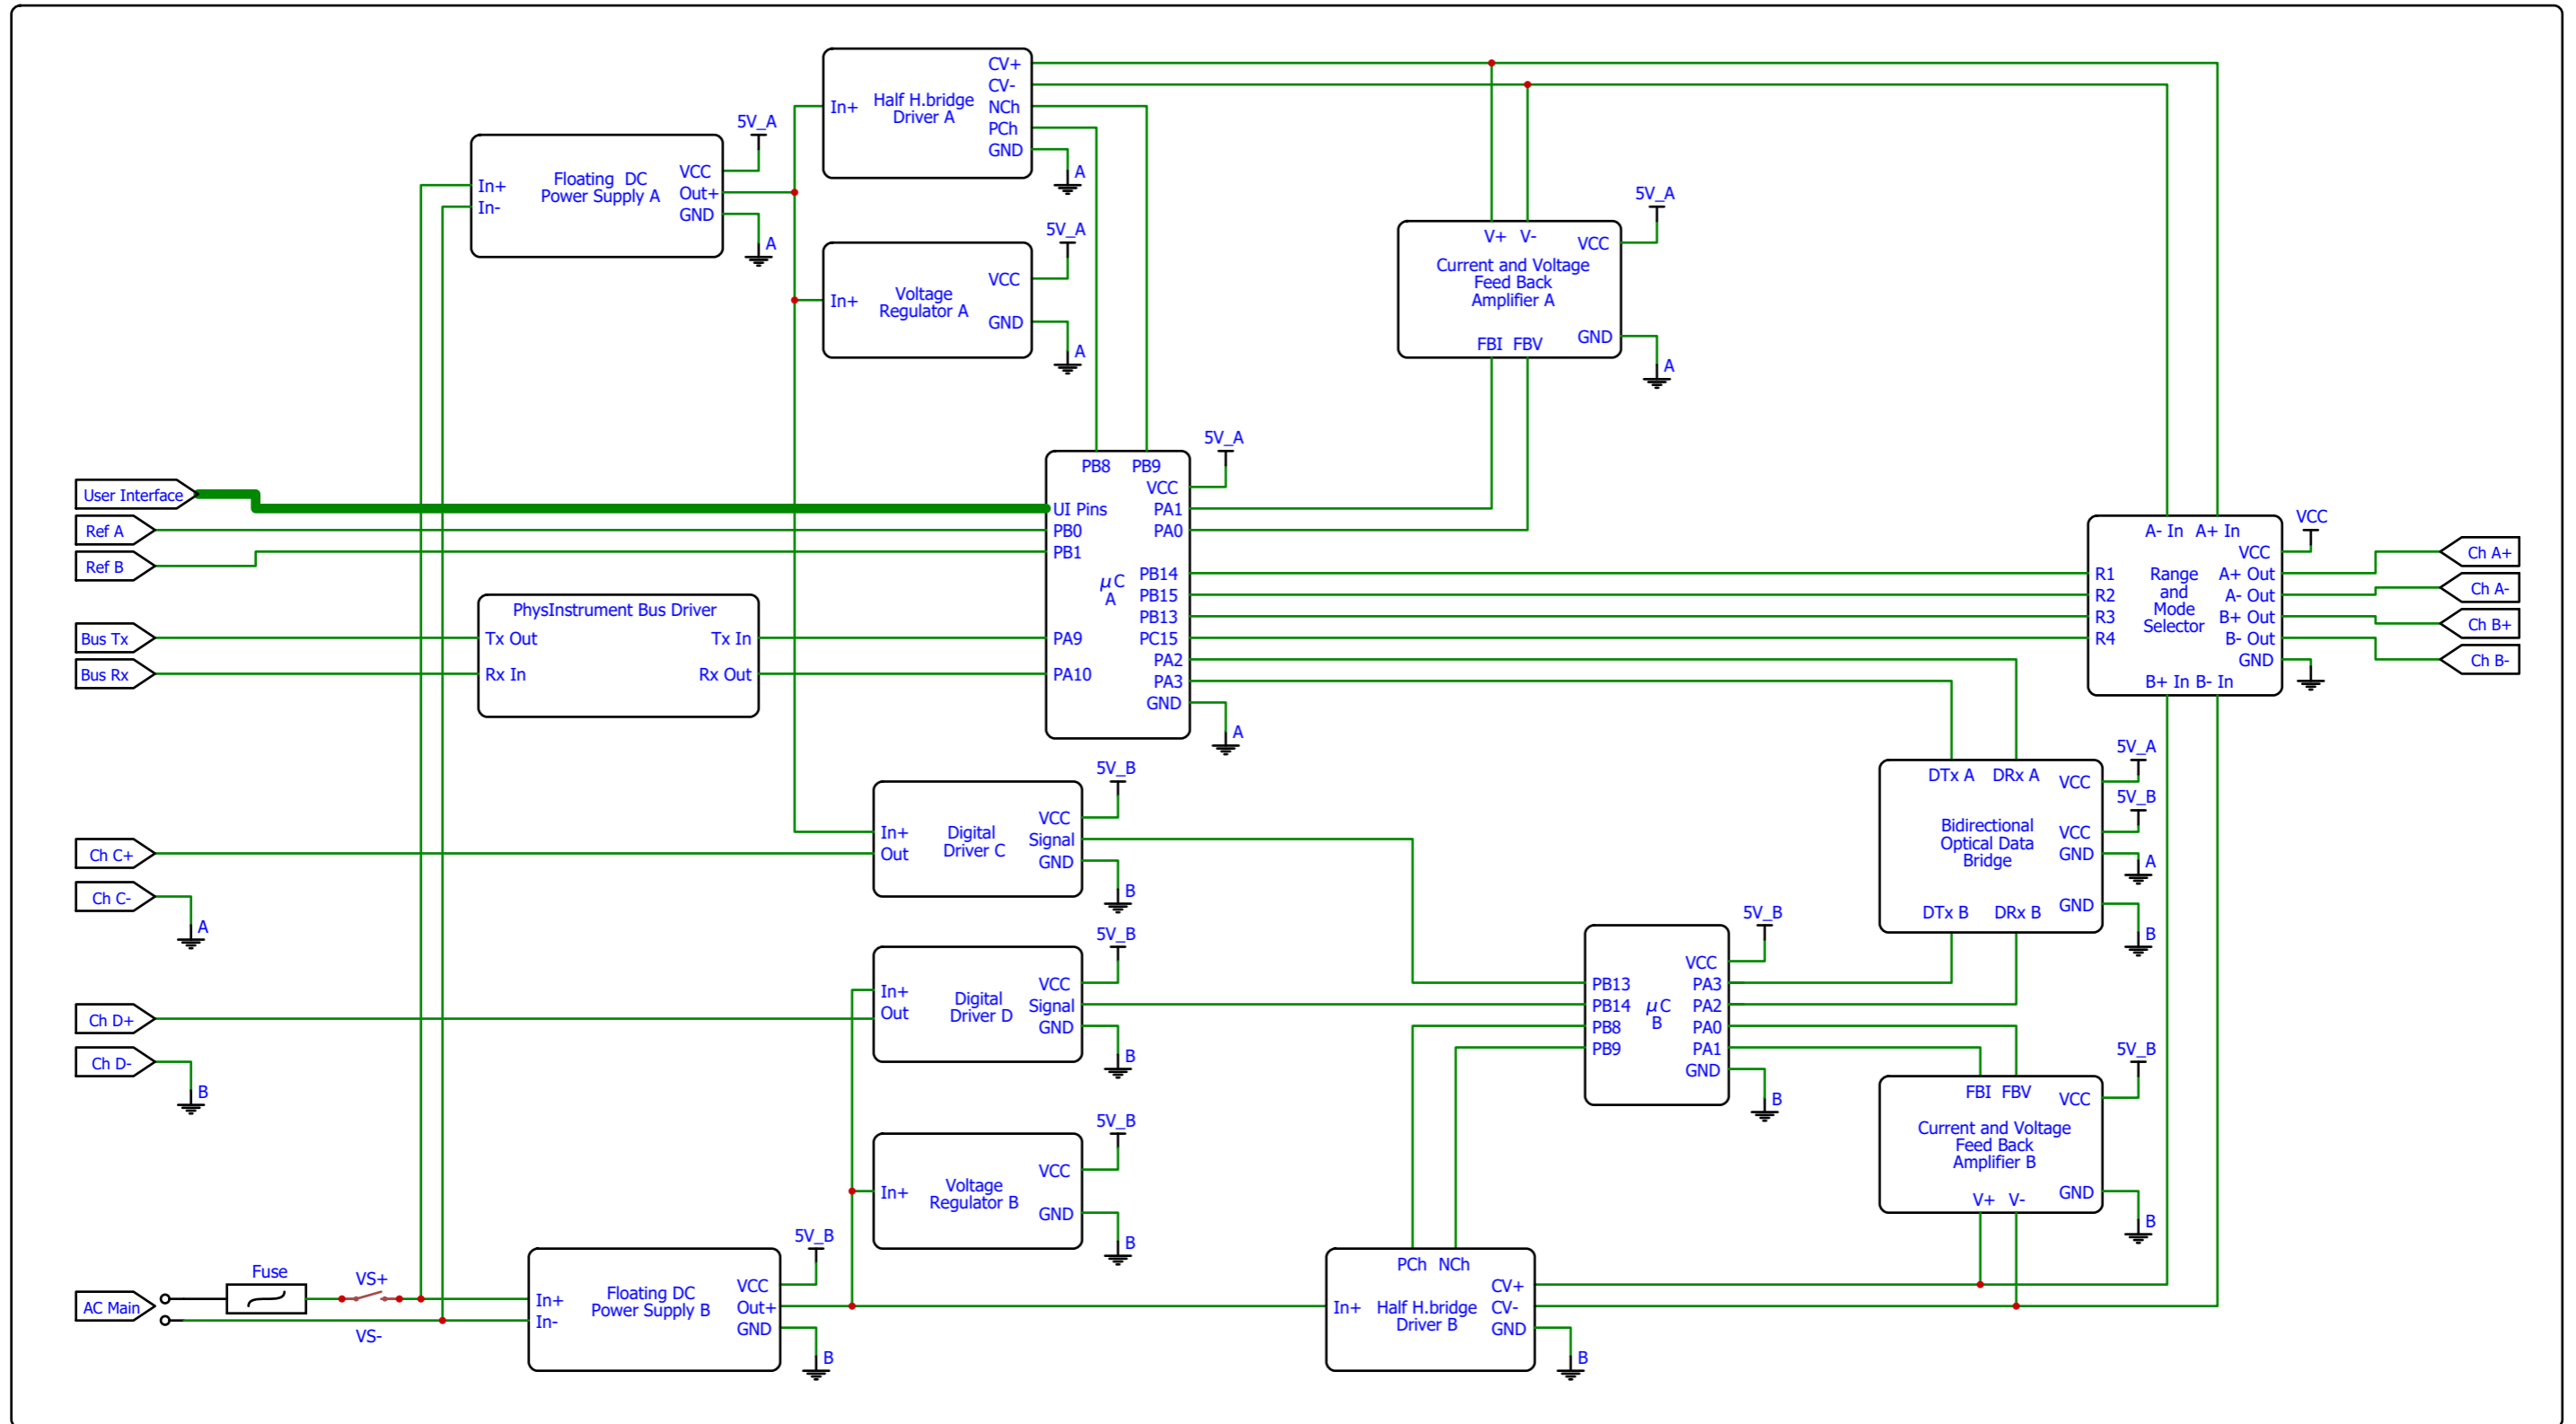 CV+
CV-
In+
Half H.bridge
Driver A
NCh
PCh
GND
A
5V_A
Floating  DC
Power Supply A
VCC
In+
Out+
In-
GND
A
5V_A
VCC
In+
Voltage
Regulator A
GND
A
5V_A
V+ V-
VCC
Current and Voltage
Feed Back
Amplifier A
FBI FBV
GND
A
5V_A
PB8 PB9
VCC
UI Pins
PA1
PB0
PA0
PB1
µC
A
PB14
PB15
PB13
PC15
PA9
PA2
PA10
PA3
GND
A
User Interface
Ref A
Ref B
Bus Tx
Bus Rx
PhysInstrument Bus Driver
Tx Out
Tx In
Rx In
Rx Out
VCC
A- In A+ In
VCC
R1
Range
and
Mode
Selector
A+ Out
R2
A- Out
R3
B+ Out
R4
B- Out
GND
B+ In B- In
Ch A+
Ch A-
Ch B+
Ch B-
5V_A
DTx A DRx A
VCC
5V_B
Bidirectional
Optical Data
Bridge
VCC
GND
A
DTx B DRx B
GND
B
5V_B
VCC
In+
Digital
Driver C
Signal
Out
GND
B
Ch C+
Ch C-
A
5V_B
VCC
In+
Digital
Driver D
Signal
Out
GND
B
Ch D+
Ch D-
B
5V_B
VCC
PB13
PA3
PB14
µC
B
PA2
PB8
PA0
PB9
PA1
GND
B
5V_B
FBI FBV
VCC
Current and Voltage
Feed Back
Amplifier B
V+ V-
GND
B
5V_B
VCC
In+
Voltage
Regulator B
GND
B
AC Main
Fuse
VS+
VS-
5V_B
Floating DC
Power Supply B
VCC
In+
Out+
In-
GND
B
PCh NCh
CV+
In+
Half H.bridge
Driver B
CV-
GND
B